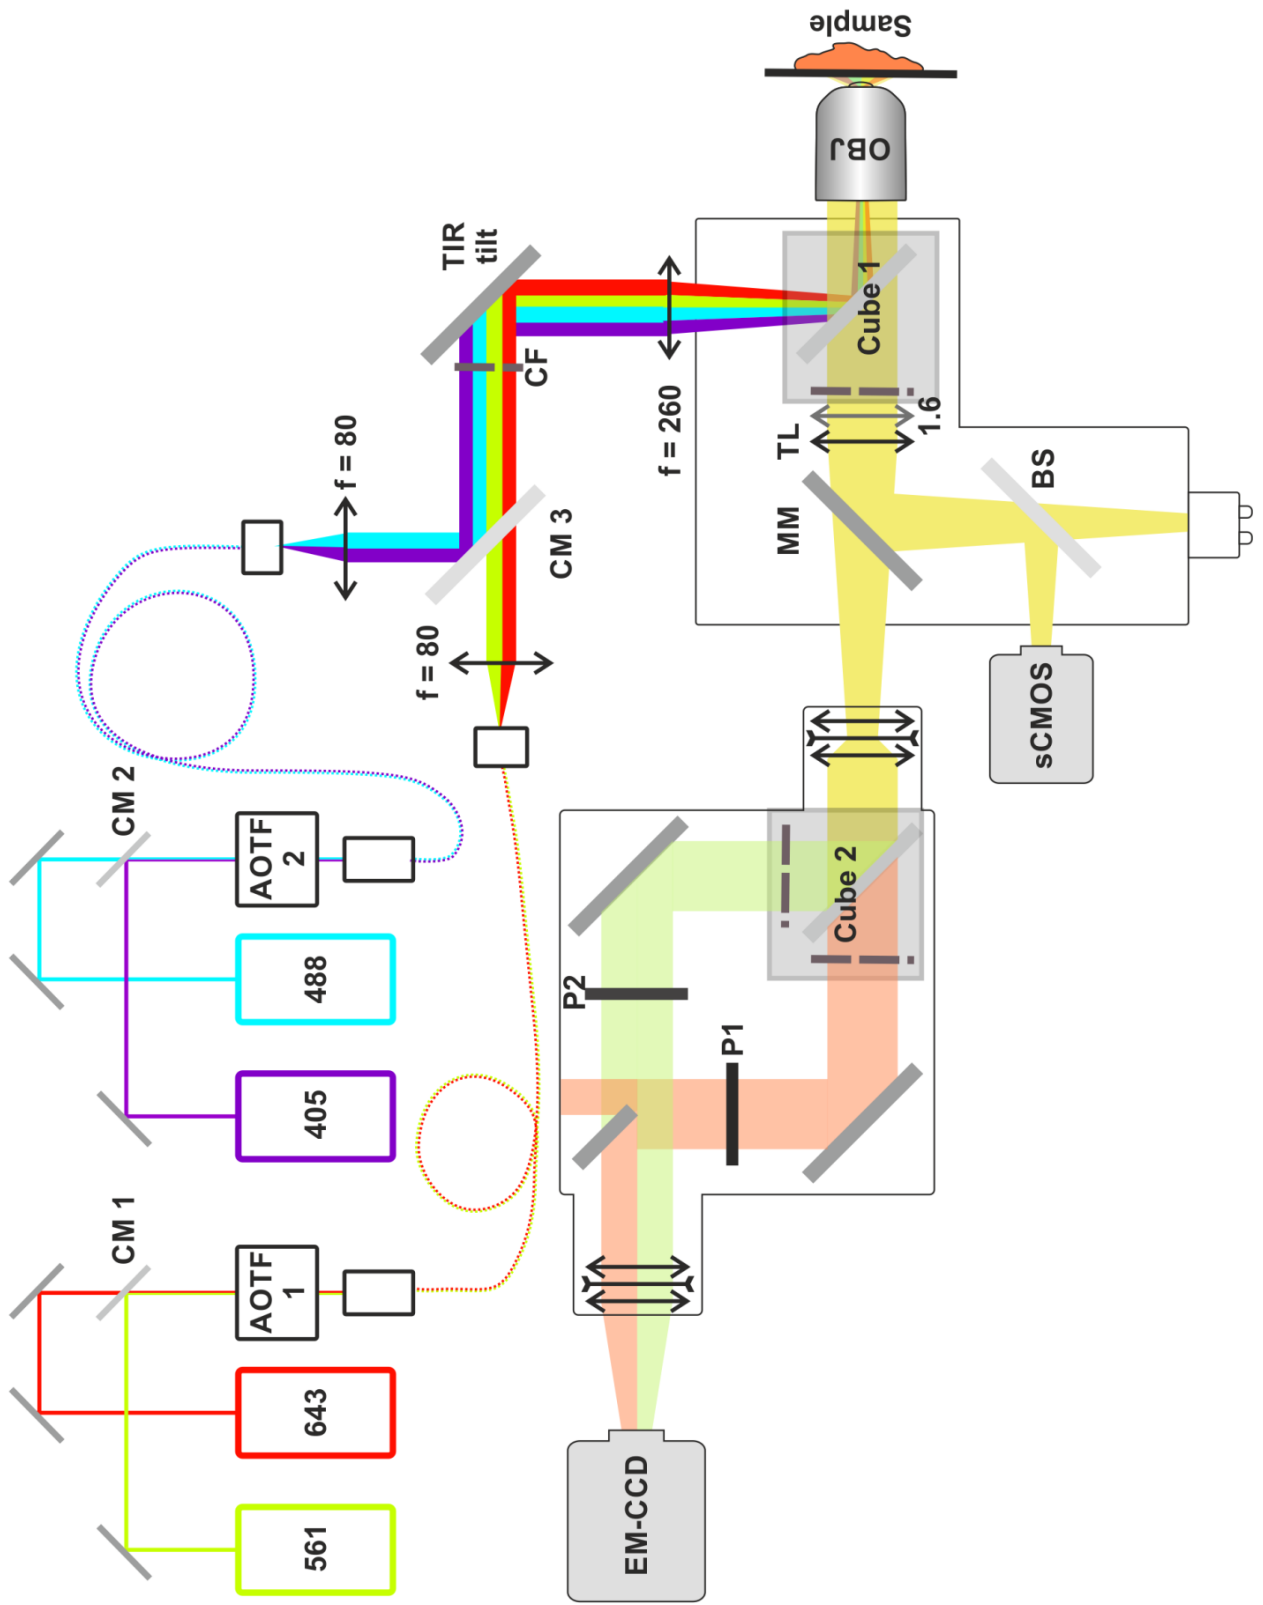 561
643
CM 1
AOTF
1
405
488
CM 2
AOTF
2
f = 80
f = 80
CM 3
CF
TIR
tilt
f = 260
OBJ
Sample
Cube 1
1.6
TL
MM
BS
sCMOS
Cube 2
P2
P1
EM-CCD